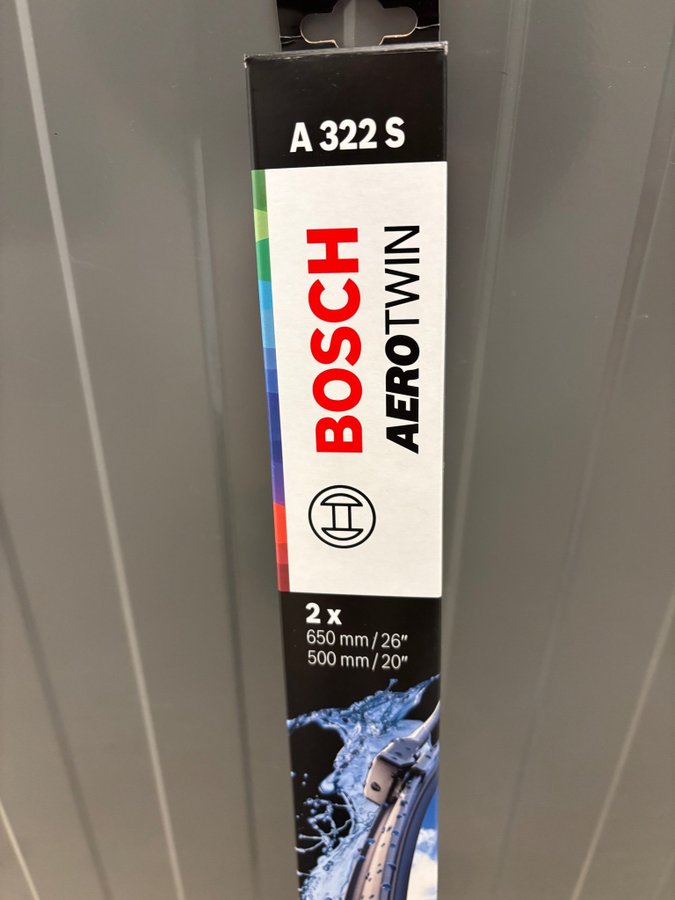 A 322 S
BOSCH
AEROTWIN
2 x
650 mm / 26″
500 mm / 20″